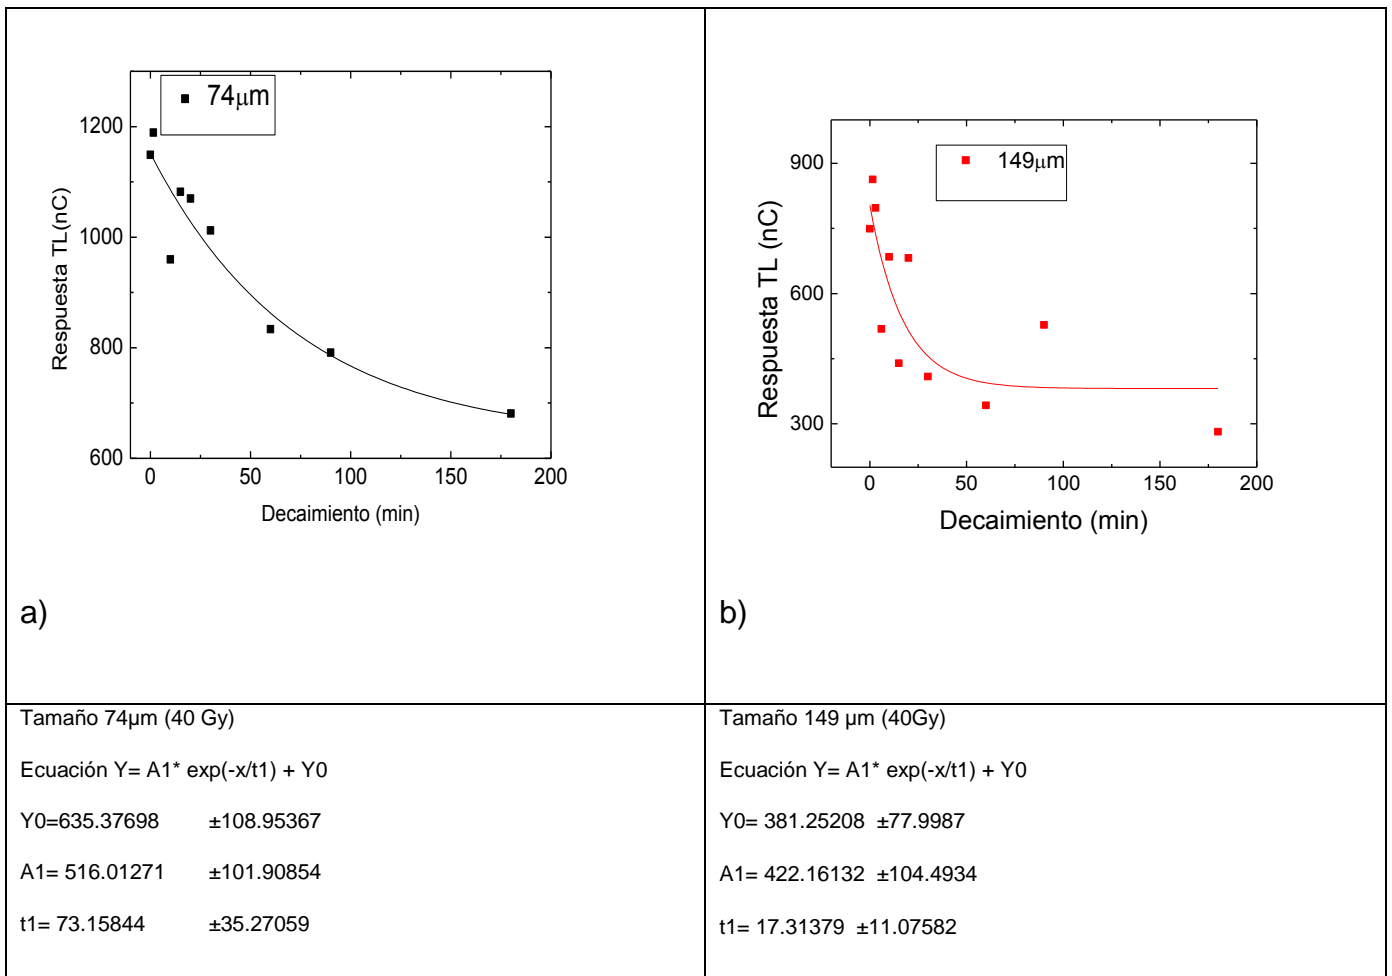 74µm
1200
1000
800
600
Respuesta TL(nC)
0 50 100 150 200
Decaimiento (min)
a)
149µm
900
600
300
Respuesta TL (nC)
0 50 100 150 200
Decaimiento (min)
b)
Tamaño 74µm (40 Gy)
Ecuación Y= A1* exp(-x/t1) + Y0
Y0=635.37698 ±108.95367
A1= 516.01271 ±101.90854
t1= 73.15844 ±35.27059
Tamaño 149 µm (40Gy)
Ecuación Y= A1* exp(-x/t1) + Y0
Y0= 381.25208 ±77.9987
A1= 422.16132 ±104.4934
t1= 17.31379 ±11.07582